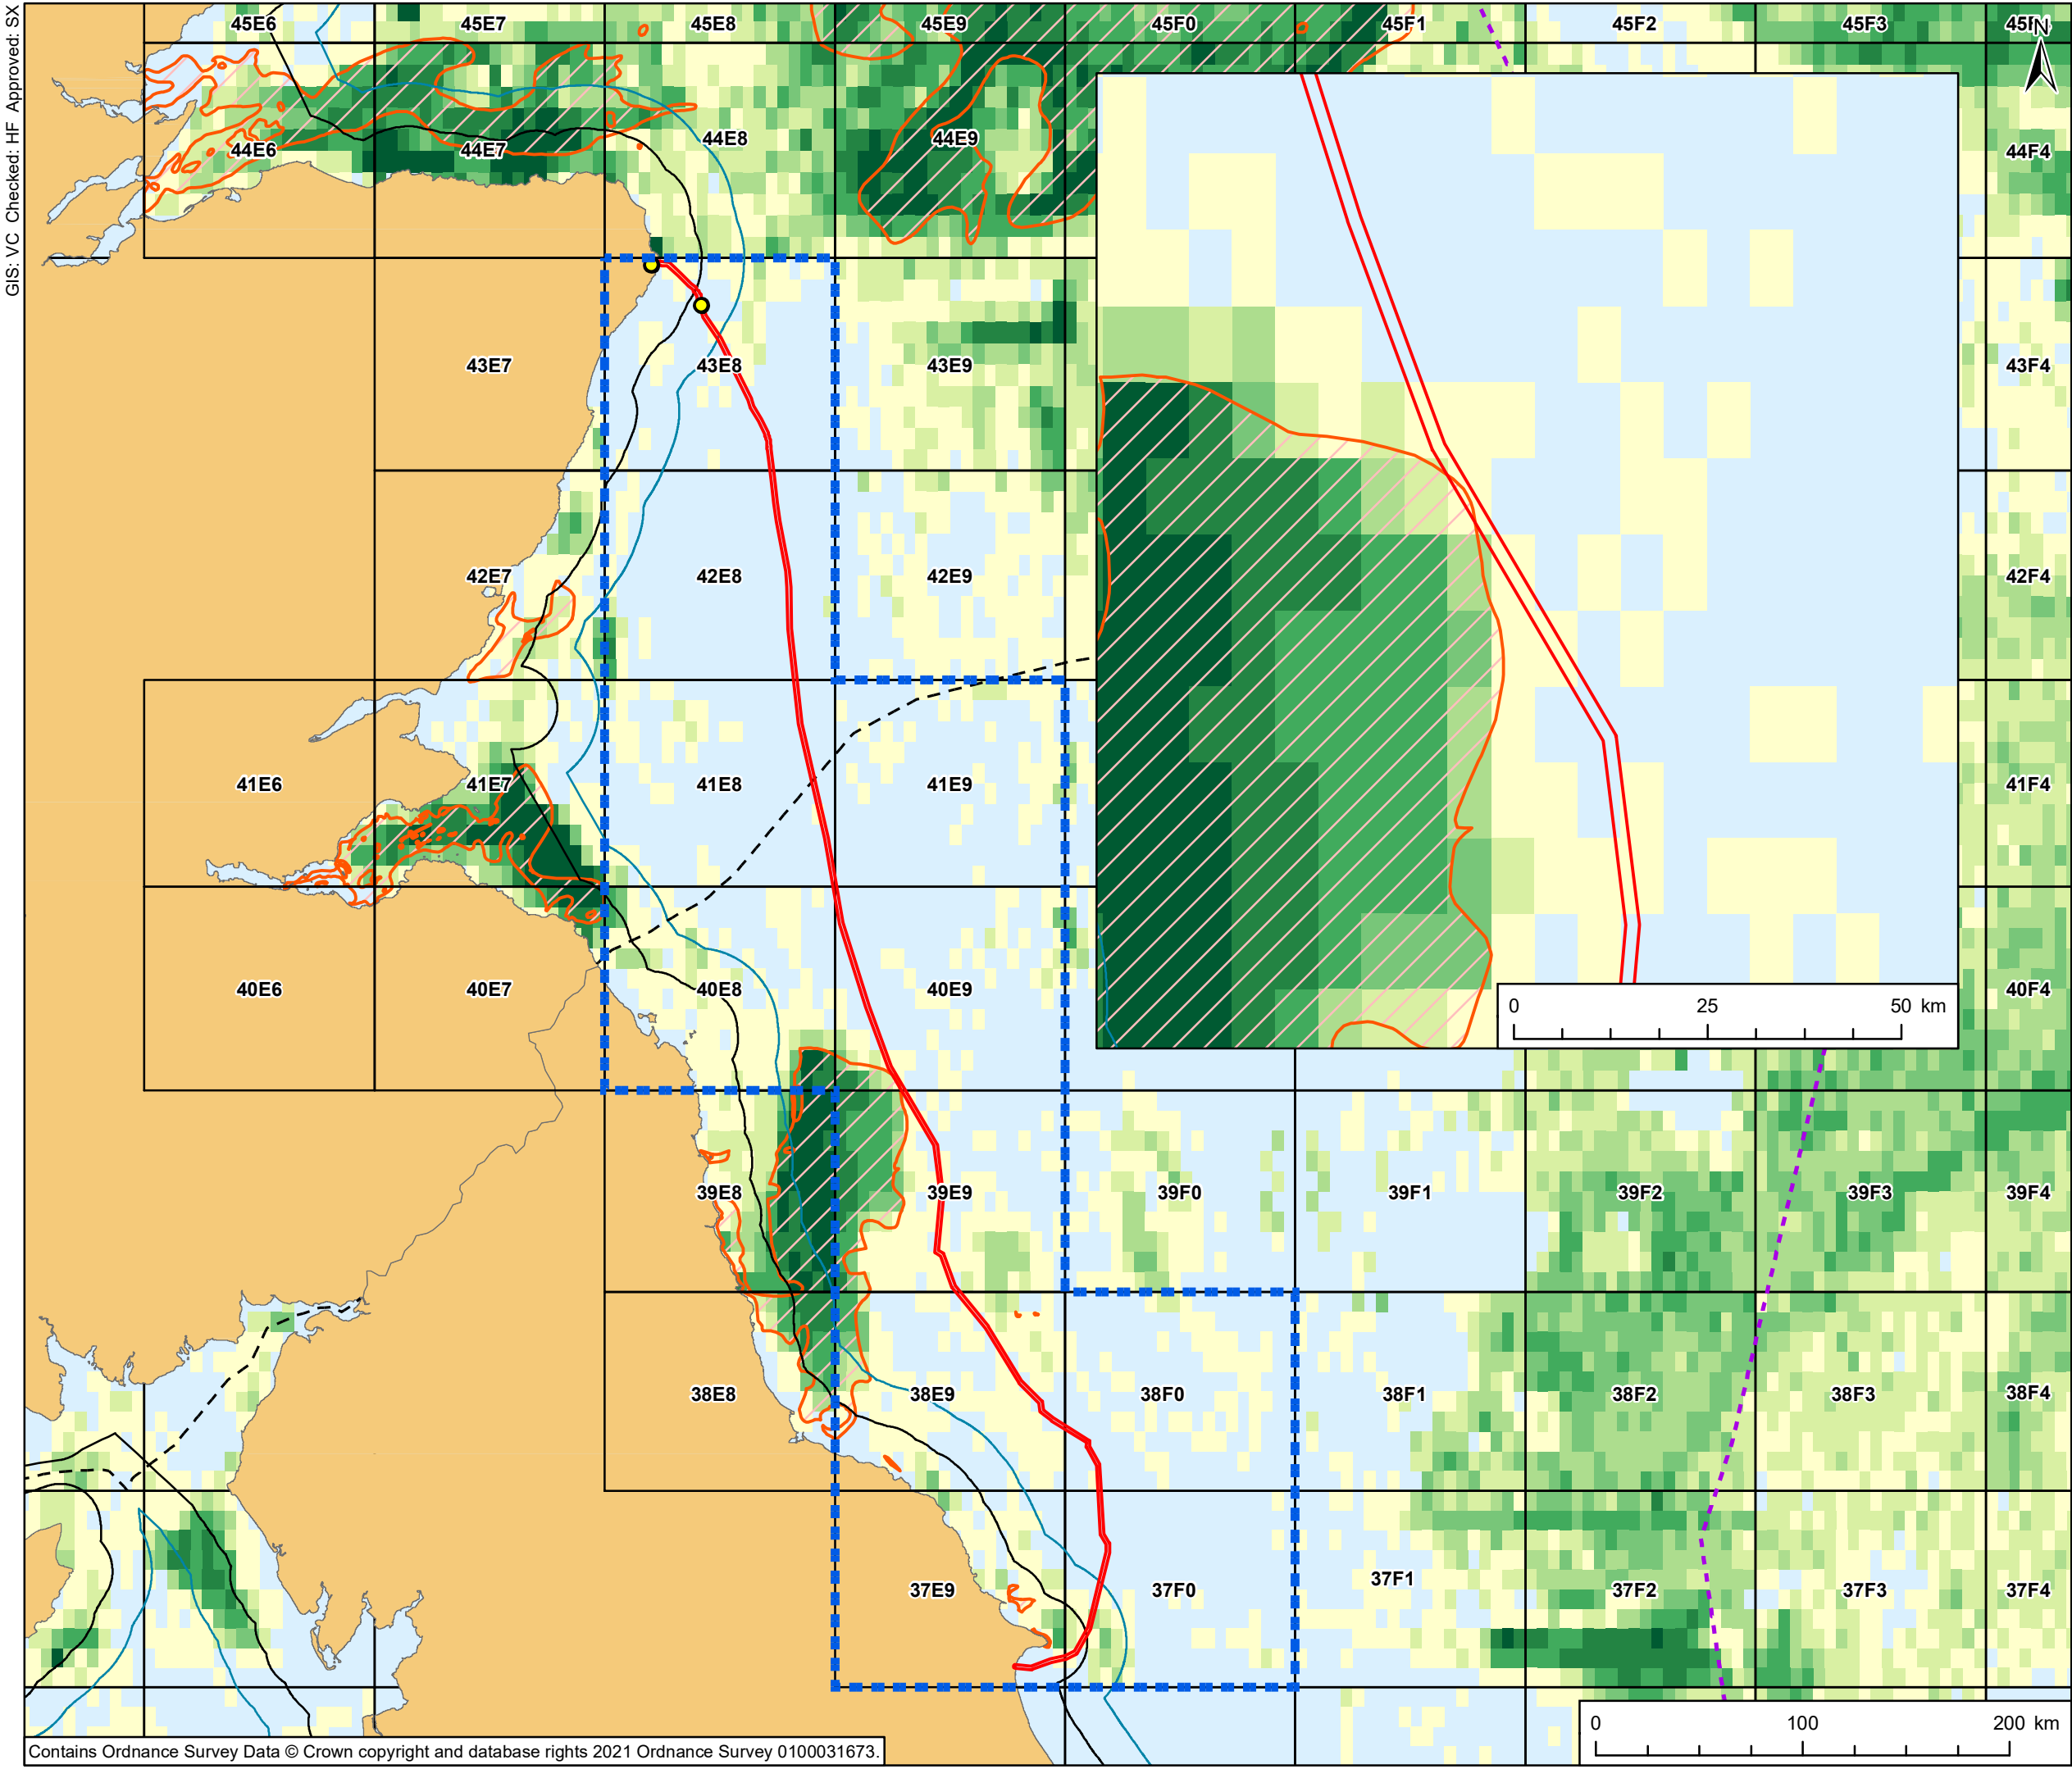 GIS: VC Checked: HF Approved: SX
45E6 45E7 45E8 45E9 45F0 45F1 45F2 45F3
N
44E6 44E7 44E8 44E9 44F4
43E7 43E8 43E9 43F4
42E7 42E8 42E9 42F4
41E6 41E7 41E8 41E9 41F4
40E6 40E7 40E8 40E9 40F4
0 25 50 km
39E8 39E9 39F0 39F1 39F2 39F3 39F4
38E8 38E9 38F0 38F1 38F2 38F3 38F4
37E9 37F0 37F1 37F2 37F3 37F4
0 100 200 km
Contains Ordnance Survey Data © Crown copyright and database rights 2021 Ordnance Survey 0100031673.